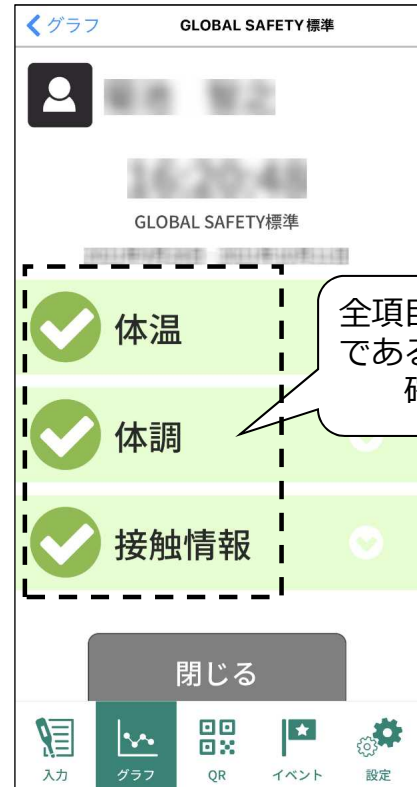 グラフ
GLOBAL SAFETY標準
GLOBAL SAFETY標準
体温
体調
接触情報
全項目
である
確
閉じる
入力
グラフ
QR
イベント
設定